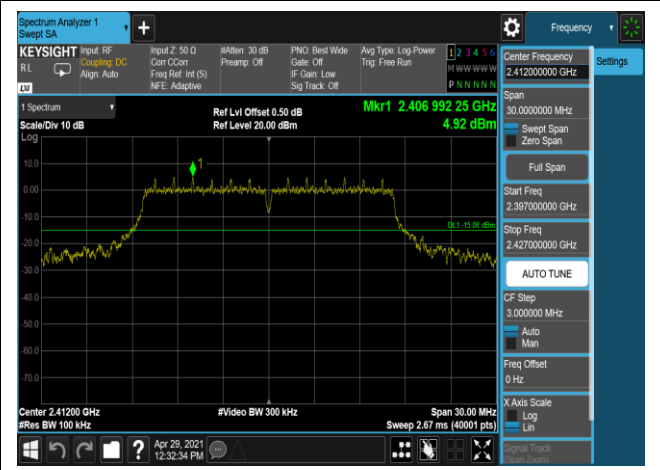 Spectrum Analyzer 1
Swept SA
+
Frequency
KEYSIGHT
RL
LXI
Input: RF
Coupling: DC
Align: Auto
Input Z: 50 Ω
Corr CCorr
Freq Ref: Int (S)
NFE: Adaptive
#Atten: 30 dB
Preamp: Off
PNO: Best Wide
Gate: Off
IF Gain: Low
Sig Track: Off
Avg Type: Log-Power
Trig: Free Run
1 2 3 4 5 6
M W W W W W
P N N N N N
Center Frequency
2.412000000 GHz
Settings
Span
30.0000000 MHz
Swept Span
Zero Span
Full Span
Start Freq
2.397000000 GHz
Stop Freq
2.427000000 GHz
AUTO TUNE
CF Step
3.000000 MHz
Auto
Man
Freq Offset
0 Hz
X Axis Scale
Log
Lin
Signal Track
(Span Zoom)
1 Spectrum
Scale/Div 10 dB
Log
Ref Lvl Offset 0.50 dB
Ref Level 20.00 dBm
Mkr1 2.406 992 25 GHz
4.92 dBm
1
10.0
0.00
-10.0
DL1 -15.08 dBm
-20.0
-30.0
-40.0
-50.0
-60.0
-70.0
Center 2.41200 GHz
#Res BW 100 kHz
#Video BW 300 kHz
Span 30.00 MHz
Sweep 2.67 ms (40001 pts)
?
Apr 29, 2021
12:32:34 PM